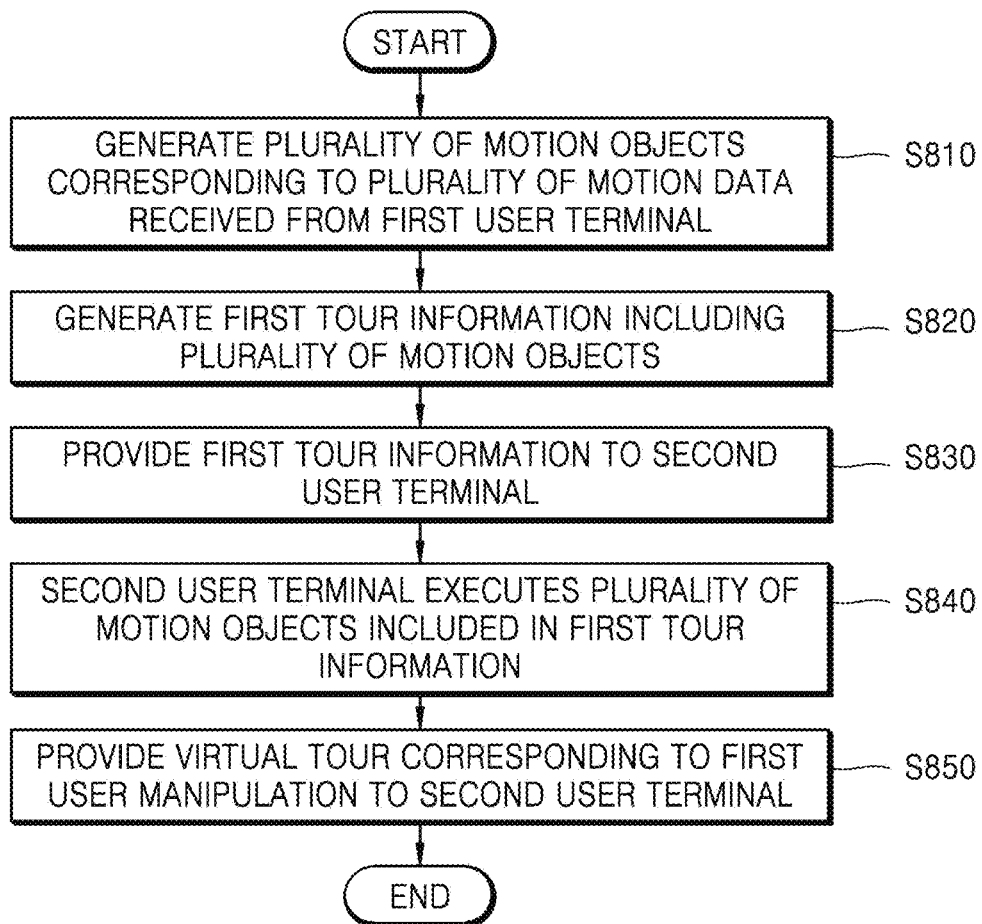 START
GENERATE PLURALITY OF MOTION OBJECTS
CORRESPONDING TO PLURALITY OF MOTION DATA
RECEIVED FROM FIRST USER TERMINAL
S810
GENERATE FIRST TOUR INFORMATION INCLUDING
PLURALITY OF MOTION OBJECTS
S820
PROVIDE FIRST TOUR INFORMATION TO SECOND
USER TERMINAL
S830
SECOND USER TERMINAL EXECUTES PLURALITY OF
MOTION OBJECTS INCLUDED IN FIRST TOUR
INFORMATION
S840
PROVIDE VIRTUAL TOUR CORRESPONDING TO FIRST
USER MANIPULATION TO SECOND USER TERMINAL
S850
END